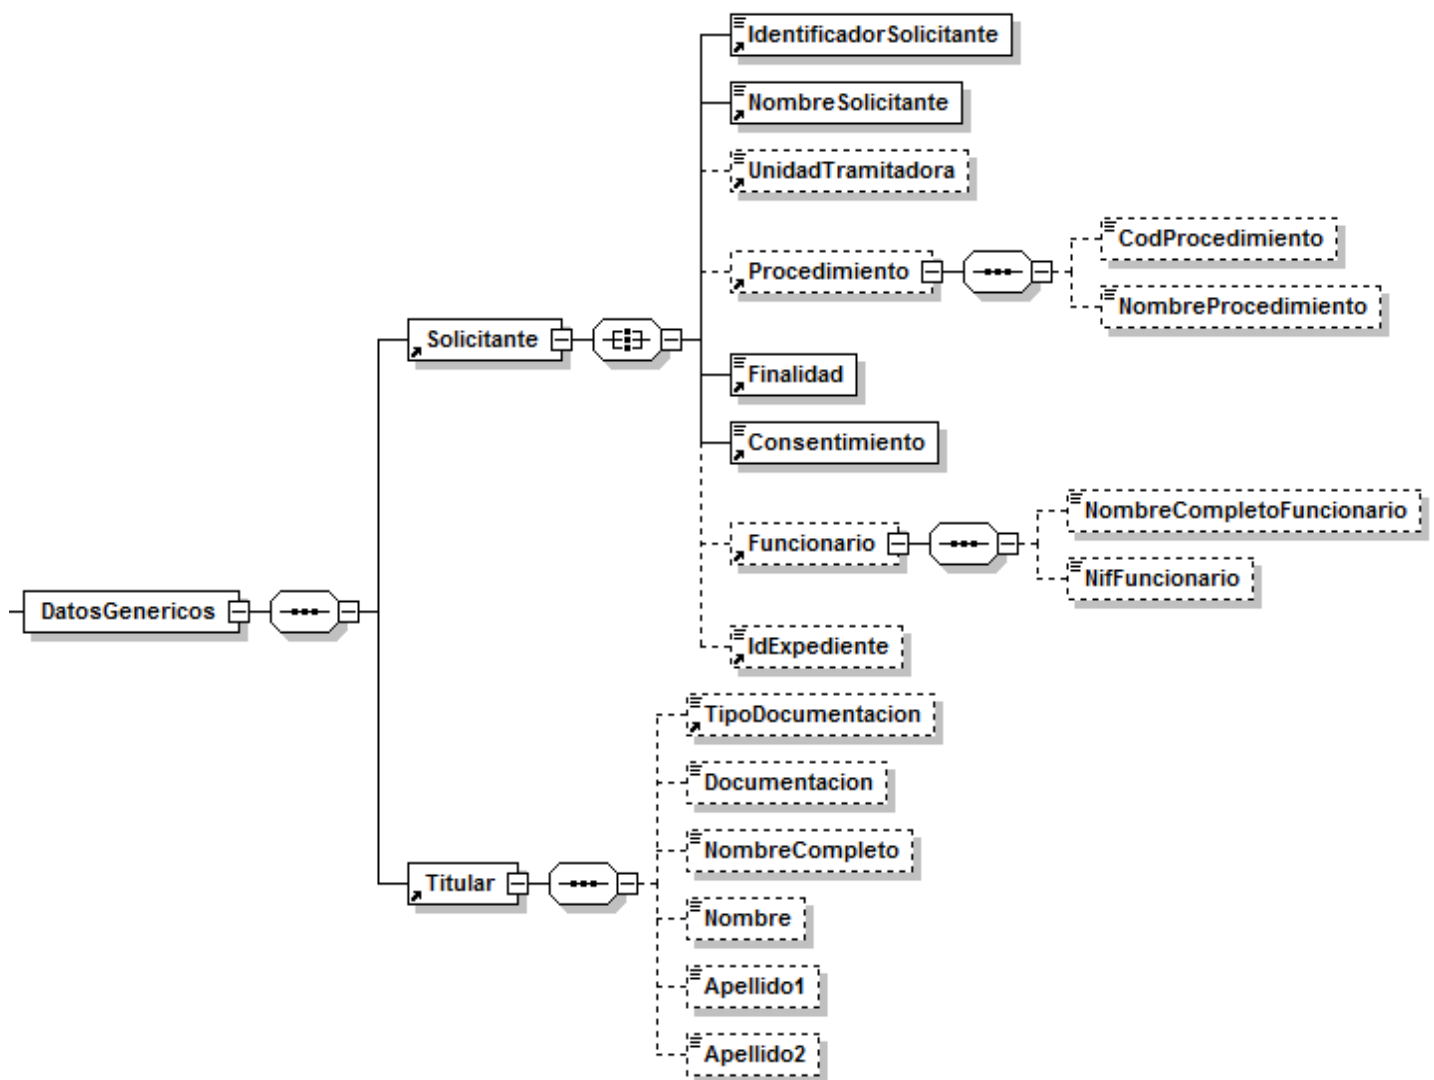 IdentificadorSolicitante
NombreSolicitante
UnidadTramitadora
CodProcedimiento
Procedimiento
NombreProcedimiento
Solicitante
Finalidad
Consentimiento
NombreCompletoFuncionario
Funcionario
NifFuncionario
DatosGenericos
IdExpediente
TipoDocumentacion
Documentacion
NombreCompleto
Titular
Nombre
Apellido1
Apellido2